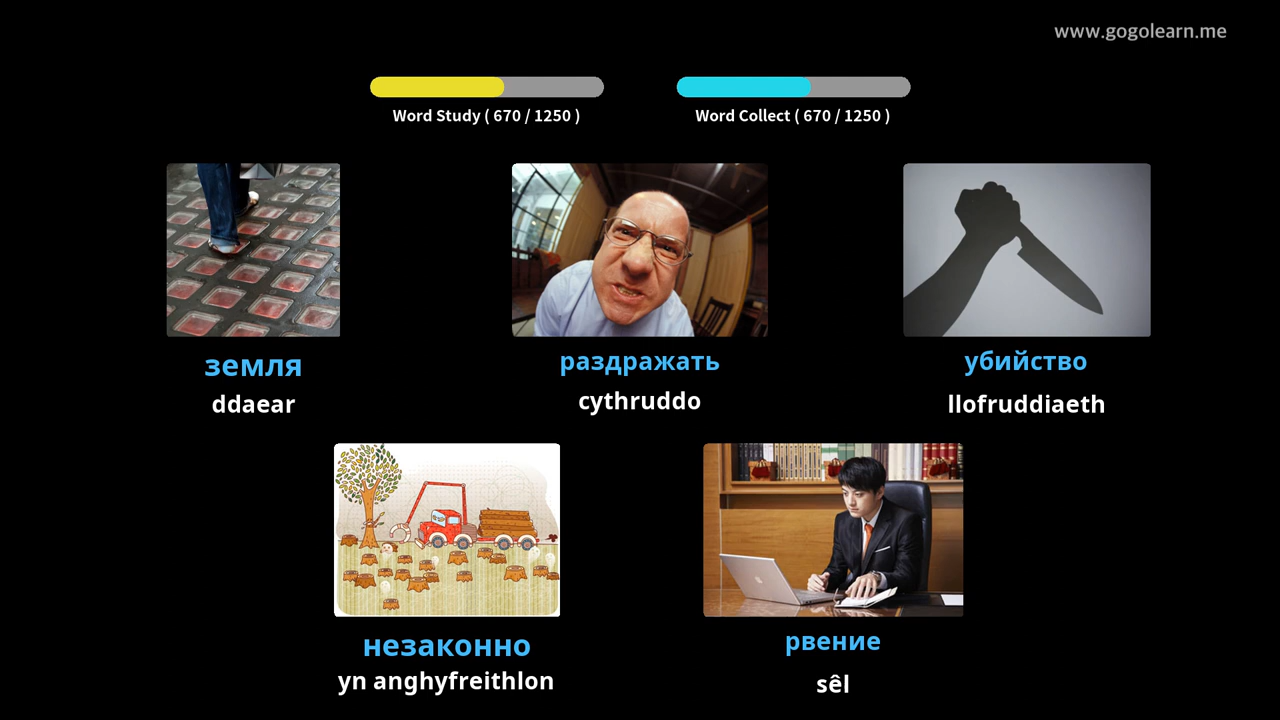 www.gogolearn.me
Word Study ( 670 / 1250 )
Word Collect ( 670 / 1250 )
земля
ddaear
раздражать
cythruddo
убийство
llofruddiaeth
незаконно
yn anghyfreithlon
рвение
sêl